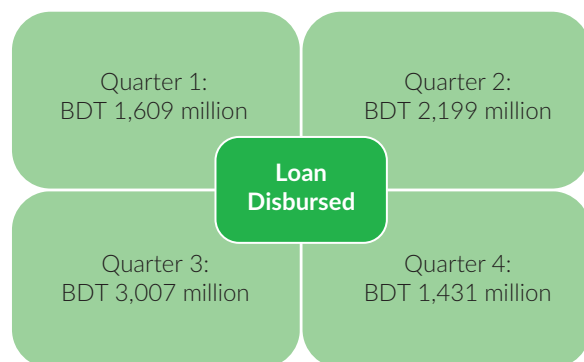 Quarter 1:
BDT 1,609 million
Quarter 2:
BDT 2,199 million
Loan
Disbursed
Quarter 3:
BDT 3,007 million
Quarter 4:
BDT 1,431 million